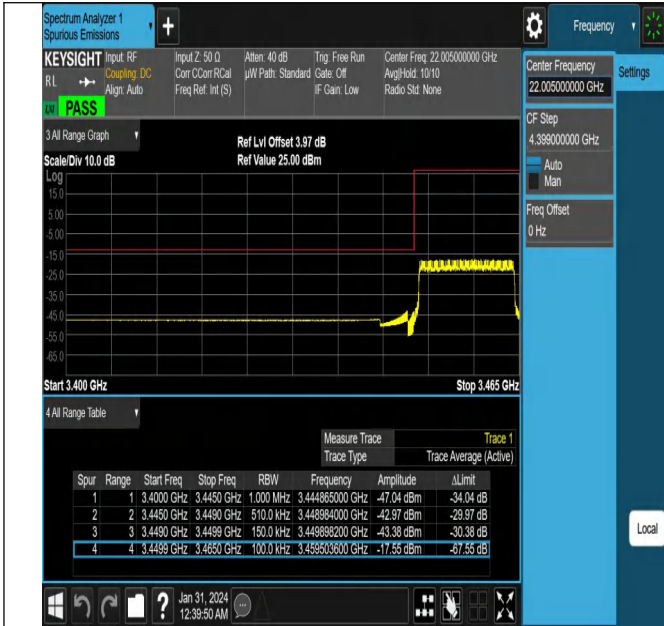 Spectrum Analyzer 1
Spurious Emissions
+
Frequency
KEYSIGHT
RL
Input: RF
Coupling: DC
Align: Auto
Input Z: 50 Ω
Corr CCorr RCal
Freq Ref: Int (S)
Atten: 40 dB
µW Path: Standard
Trig: Free Run
Gate: Off
IF Gain: Low
Center Freq: 22.005000000 GHz
Avg|Hold: 10/10
Radio Std: None
PASS
Center Frequency
22.005000000 GHz
Settings
CF Step
4.399000000 GHz
Auto
Man
Freq Offset
0 Hz
3 All Range Graph
Scale/Div 10.0 dB
Ref Lvl Offset 3.97 dB
Ref Value 25.00 dBm
Log
15.0
5.00
-5.00
-15.0
-25.0
-35.0
-45.0
-55.0
-65.0
Start 3.400 GHz
Stop 3.465 GHz
4 All Range Table
Measure Trace Trace 1
Trace Type Trace Average (Active)
Spur Range Start Freq Stop Freq RBW Frequency Amplitude ΔLimit
1 1 3.4000 GHz 3.4450 GHz 1.000 MHz 3.444865000 GHz -47.04 dBm -34.04 dB
2 2 3.4450 GHz 3.4490 GHz 510.0 kHz 3.448984000 GHz -42.97 dBm -29.97 dB
3 3 3.4490 GHz 3.4499 GHz 150.0 kHz 3.449898200 GHz -43.38 dBm -30.38 dB
4 4 3.4499 GHz 3.4650 GHz 100.0 kHz 3.459503600 GHz -17.55 dBm -67.55 dB
Local
?
Jan 31, 2024
12:39:50 AM